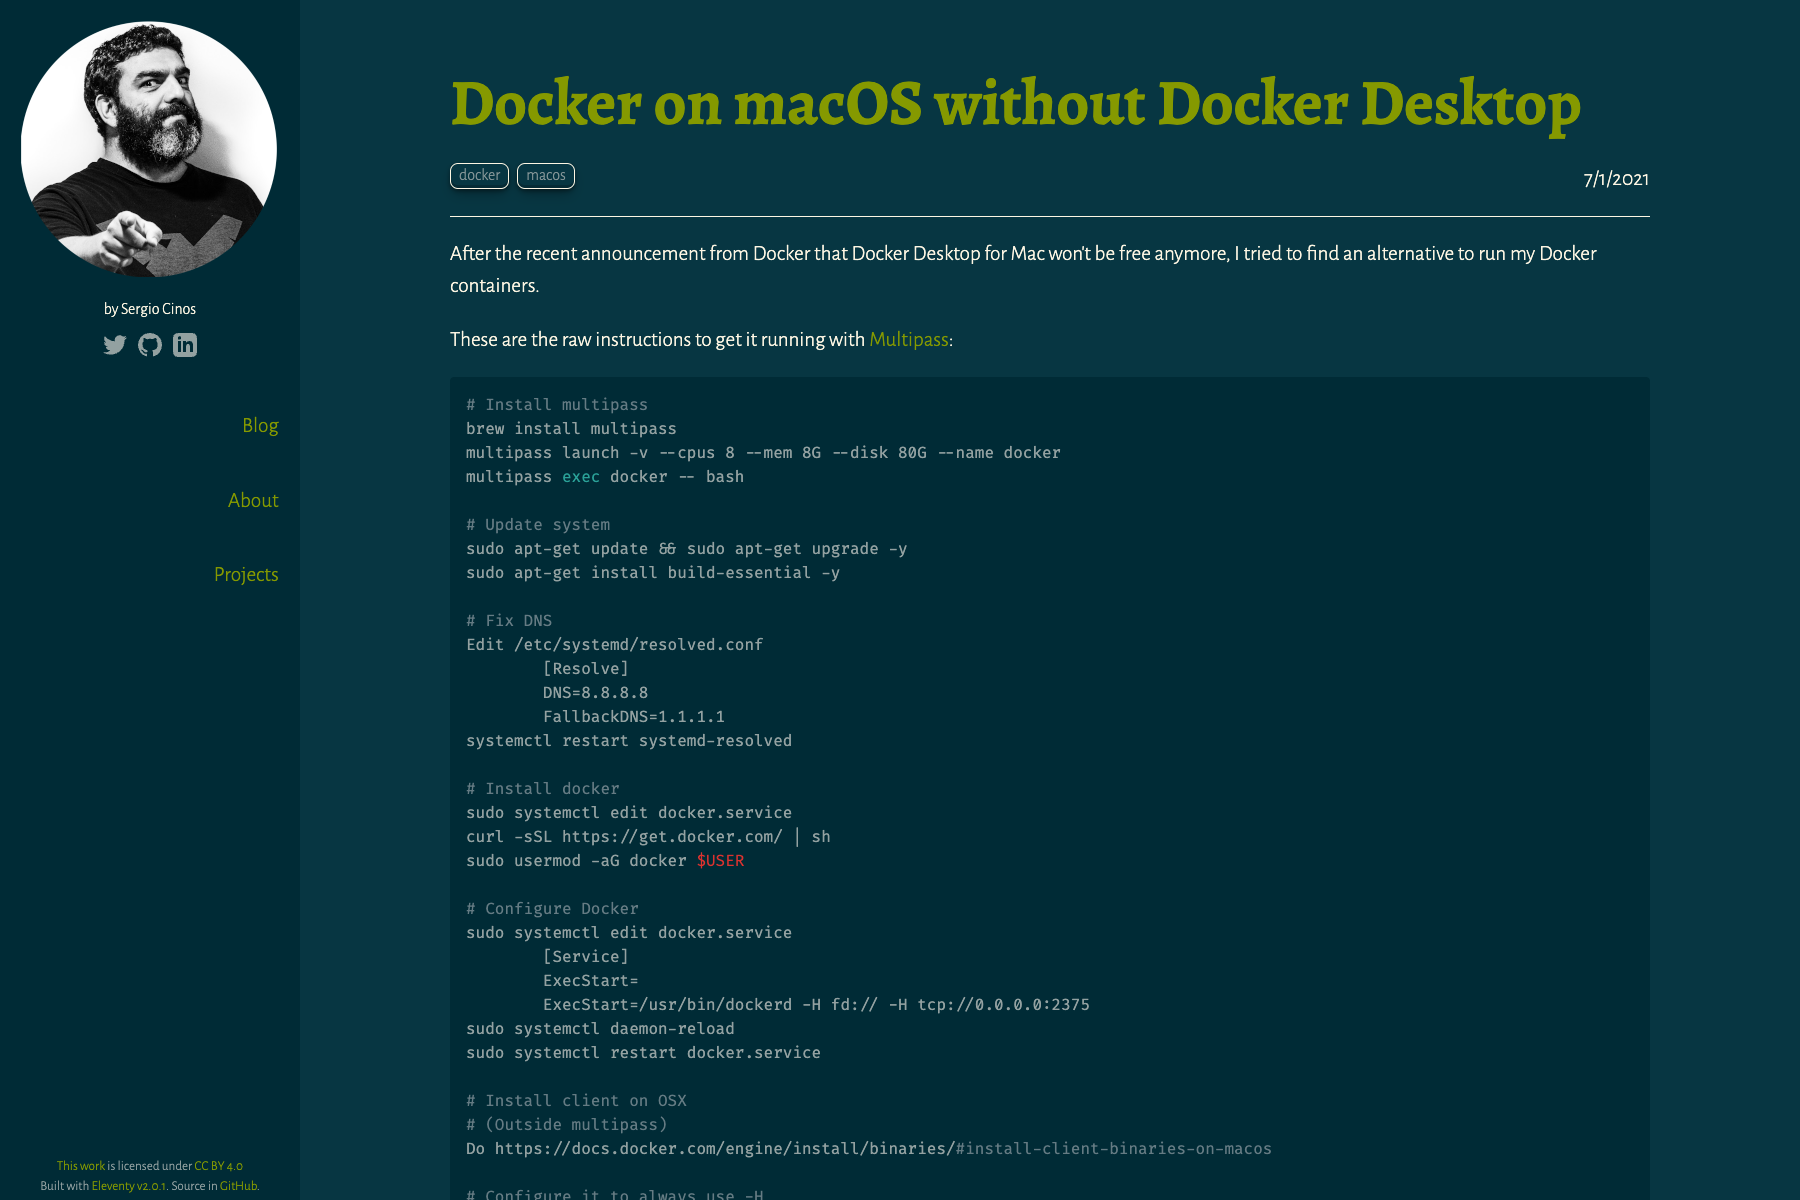 by Sergio Cinos
Blog
About
Projects
This work is licensed under CC BY 4.0
Built with Eleventy v2.0.1. Source in GitHub.
Docker on macOS without Docker Desktop
docker macos 7/1/2021
After the recent announcement from Docker that Docker Desktop for Mac won't be free anymore, I tried to find an alternative to run my Docker
containers.
These are the raw instructions to get it running with Multipass:
# Install multipass
brew install multipass
multipass launch -v --cpus 8 --mem 8G --disk 80G --name docker
multipass exec docker -- bash
# Update system
sudo apt-get update && sudo apt-get upgrade -y
sudo apt-get install build-essential -y
# Fix DNS
Edit /etc/systemd/resolved.conf
[Resolve]
DNS=8.8.8.8
FallbackDNS=1.1.1.1
systemctl restart systemd-resolved
# Install docker
sudo systemctl edit docker.service
curl -sSL https://get.docker.com/ | sh
sudo usermod -aG docker $USER
# Configure Docker
sudo systemctl edit docker.service
[Service]
ExecStart=
ExecStart=/usr/bin/dockerd -H fd:// -H tcp://0.0.0.0:2375
sudo systemctl daemon-reload
sudo systemctl restart docker.service
# Install client on OSX
# (Outside multipass)
Do https://docs.docker.com/engine/install/binaries/#install-client-binaries-on-macos
# Configure it to always use -H